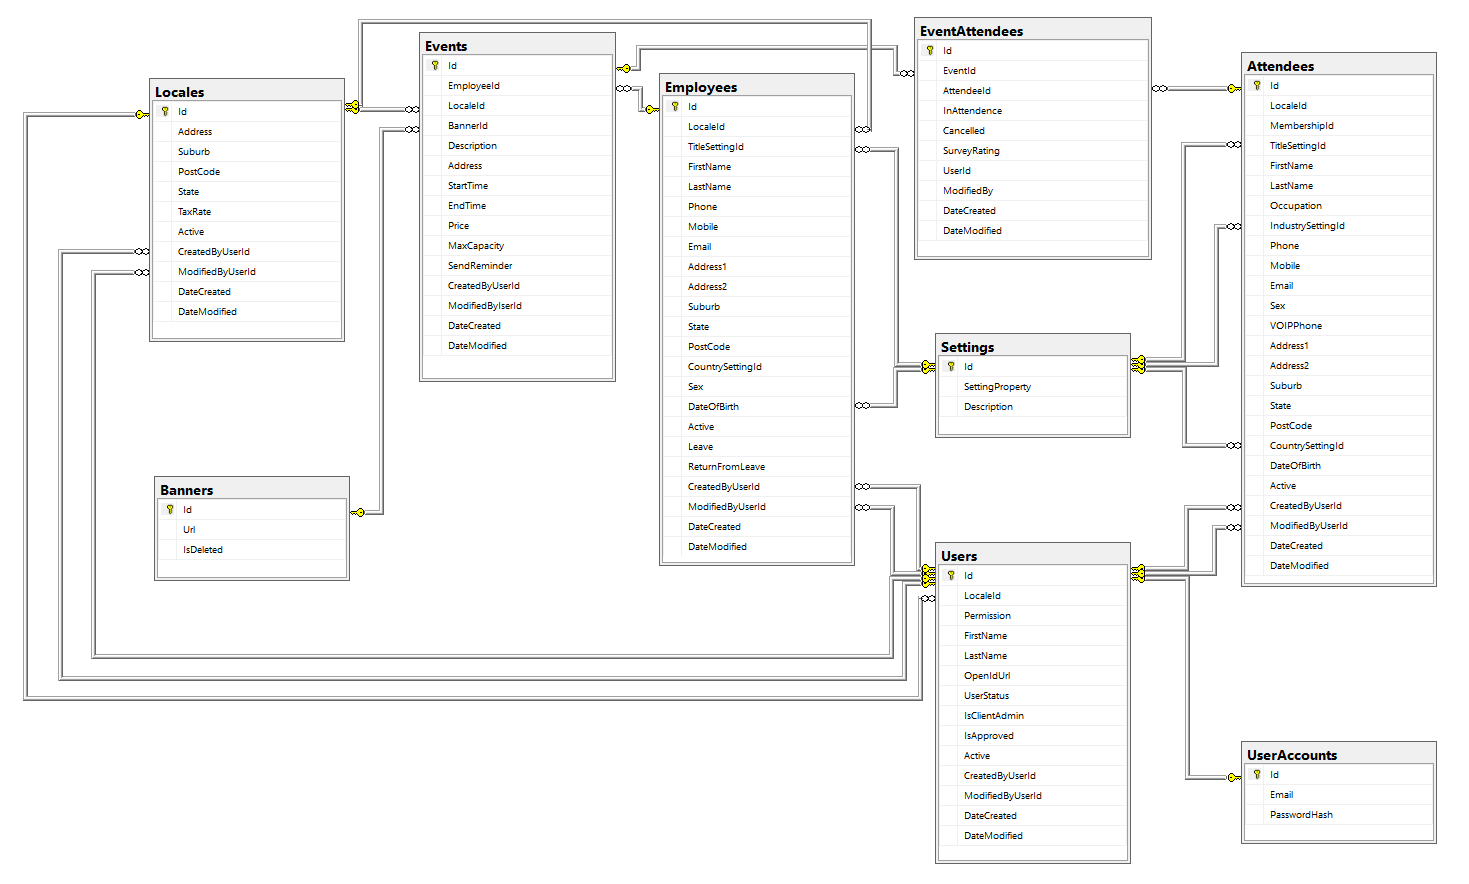 Locales
Id
Address
Suburb
PostCode
State
TaxRate
Active
CreatedByUserId
ModifiedByUserId
DateCreated
DateModified
Events
Id
EmployeeId
LocaleId
BannerId
Description
Address
StartTime
EndTime
Price
MaxCapacity
SendReminder
CreatedByUserId
ModifiedByIserId
DateCreated
DateModified
Employees
Id
LocaleId
TitleSettingId
FirstName
LastName
Phone
Mobile
Email
Address1
Address2
Suburb
State
PostCode
CountrySettingId
Sex
DateOfBirth
Active
Leave
ReturnFromLeave
CreatedByUserId
ModifiedByUserId
DateCreated
DateModified
EventAttendees
Id
EventId
AttendeeId
InAttendence
Cancelled
SurveyRating
UserId
ModifiedBy
DateCreated
DateModified
Attendees
Id
LocaleId
MembershipId
TitleSettingId
FirstName
LastName
Occupation
IndustrySettingId
Phone
Mobile
Email
Sex
VOIPPhone
Address1
Address2
Suburb
State
PostCode
CountrySettingId
DateOfBirth
Active
CreatedByUserId
ModifiedByUserId
DateCreated
DateModified
Settings
Id
SettingProperty
Description
Banners
Id
Url
IsDeleted
Users
Id
LocaleId
Permission
FirstName
LastName
OpenIdUrl
UserStatus
IsClientAdmin
IsApproved
Active
CreatedByUserId
ModifiedByUserId
DateCreated
DateModified
UserAccounts
Id
Email
PasswordHash